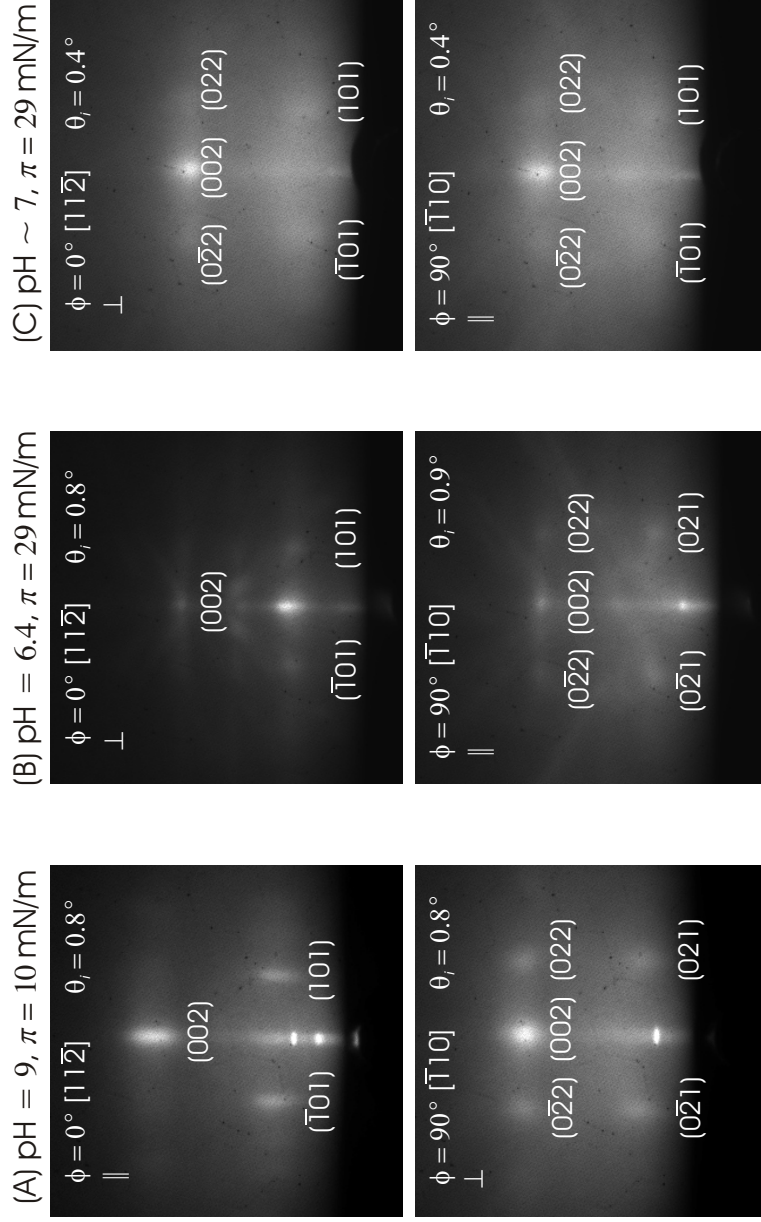 (A) pH = 9, π = 10 mN/m
ϕ = 0° [112̅] θᵢ = 0.8°
∥
(002)
(1̅01) (101)
ϕ = 90° [1̅10] θᵢ = 0.8°
⊥
(02̅2) (002) (022)
(02̅1) (021)
(B) pH = 6.4, π = 29 mN/m
ϕ = 0° [112̅] θᵢ = 0.8°
⊥
(002)
(1̅01) (101)
ϕ = 90° [1̅10] θᵢ = 0.9°
∥
(02̅2) (002) (022)
(02̅1) (021)
(C) pH ~ 7, π = 29 mN/m
ϕ = 0° [112̅] θᵢ = 0.4°
⊥
(02̅2) (002) (022)
(1̅01) (101)
ϕ = 90° [1̅10] θᵢ = 0.4°
∥
(02̅2) (002) (022)
(1̅01) (101)